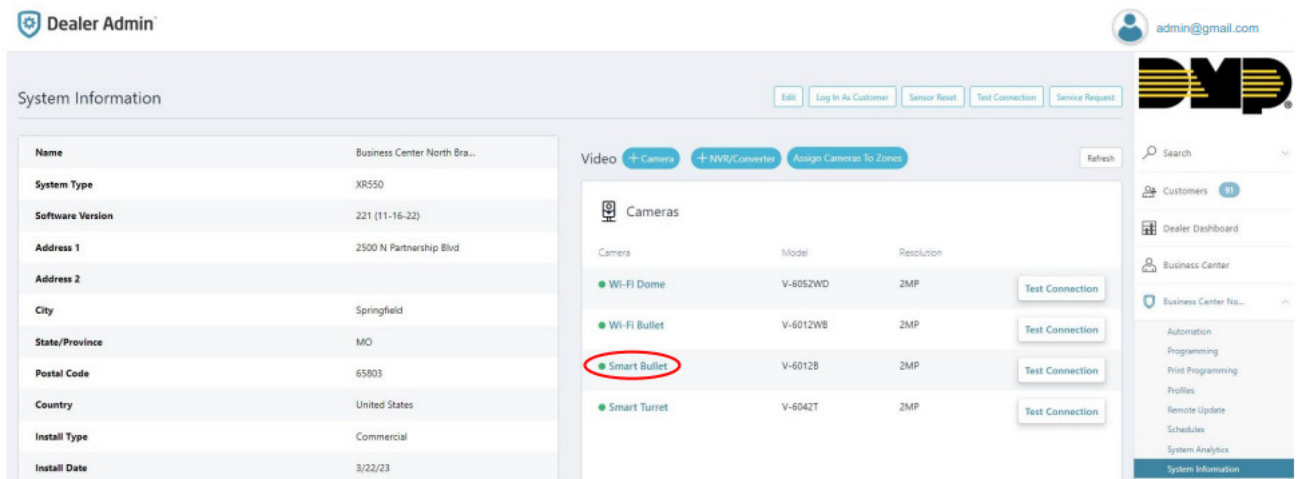 Dealer Admin
admin@gmail.com
DMP
System Information
Edit
Log In As Customer
Sensor Reset
Test Connection
Service Request
Name Business Center North Bra...
System Type XR550
Software Version 221 (11-16-22)
Address 1 2500 N Partnership Blvd
Address 2
City Springfield
State/Province MO
Postal Code 65803
Country United States
Install Type Commercial
Install Date 3/22/23
Video + Camera + NVR/Converter Assign Cameras To Zones Refresh
Cameras
Camera Model Resolution
Wi-Fi Dome V-6052WD 2MP Test Connection
Wi-Fi Bullet V-6012WB 2MP Test Connection
Smart Bullet V-6012B 2MP Test Connection
Smart Turret V-6042T 2MP Test Connection
Search
Customers 91
Dealer Dashboard
Business Center
Business Center No...
Automation
Programming
Print Programming
Profiles
Remote Update
Schedules
System Analytics
System Information